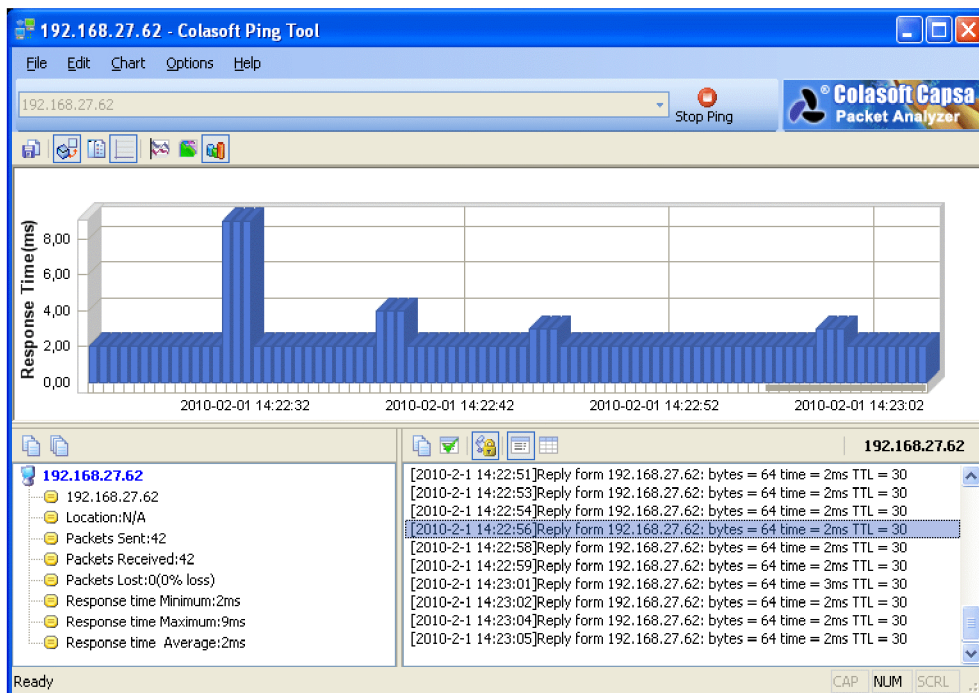 192.168.27.62 - Colasoft Ping Tool
File Edit Chart Options Help
192.168.27.62
Stop Ping
® Colasoft Capsa
Packet Analyzer
Response Time(ms)
8,00
6,00
4,00
2,00
0,00
2010-02-01 14:22:32 2010-02-01 14:22:42 2010-02-01 14:22:52 2010-02-01 14:23:02
192.168.27.62
192.168.27.62
Location:N/A
Packets Sent:42
Packets Received:42
Packets Lost:0(0% loss)
Response time Minimum:2ms
Response time Maximum:9ms
Response time Average:2ms
192.168.27.62
[2010-2-1 14:22:51]Reply form 192.168.27.62: bytes = 64 time = 2ms TTL = 30
[2010-2-1 14:22:53]Reply form 192.168.27.62: bytes = 64 time = 2ms TTL = 30
[2010-2-1 14:22:54]Reply form 192.168.27.62: bytes = 64 time = 2ms TTL = 30
[2010-2-1 14:22:56]Reply form 192.168.27.62: bytes = 64 time = 2ms TTL = 30
[2010-2-1 14:22:58]Reply form 192.168.27.62: bytes = 64 time = 2ms TTL = 30
[2010-2-1 14:22:59]Reply form 192.168.27.62: bytes = 64 time = 2ms TTL = 30
[2010-2-1 14:23:01]Reply form 192.168.27.62: bytes = 64 time = 3ms TTL = 30
[2010-2-1 14:23:02]Reply form 192.168.27.62: bytes = 64 time = 2ms TTL = 30
[2010-2-1 14:23:04]Reply form 192.168.27.62: bytes = 64 time = 2ms TTL = 30
[2010-2-1 14:23:05]Reply form 192.168.27.62: bytes = 64 time = 2ms TTL = 30
Ready
CAP NUM SCRL